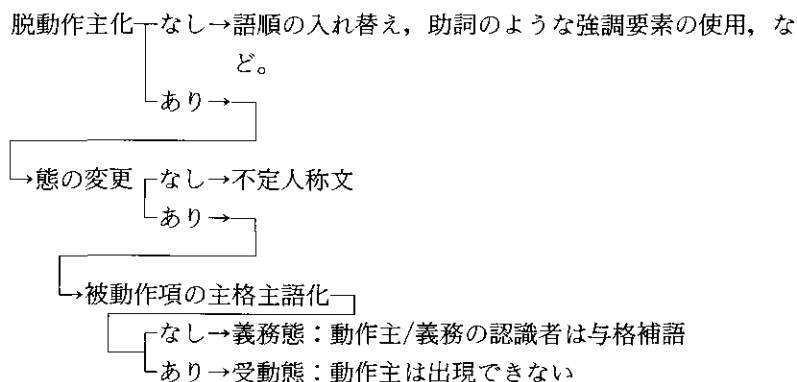 脱動作主化 なし→語順の入れ替え，助詞のような強調要素の使用，な
ど。
あり→
→態の変更 なし→不定人称文
あり→
→被動作項の主格主語化
なし→義務態：動作主/義務の認識者は与格補語
あり→受動態：動作主は出現できない